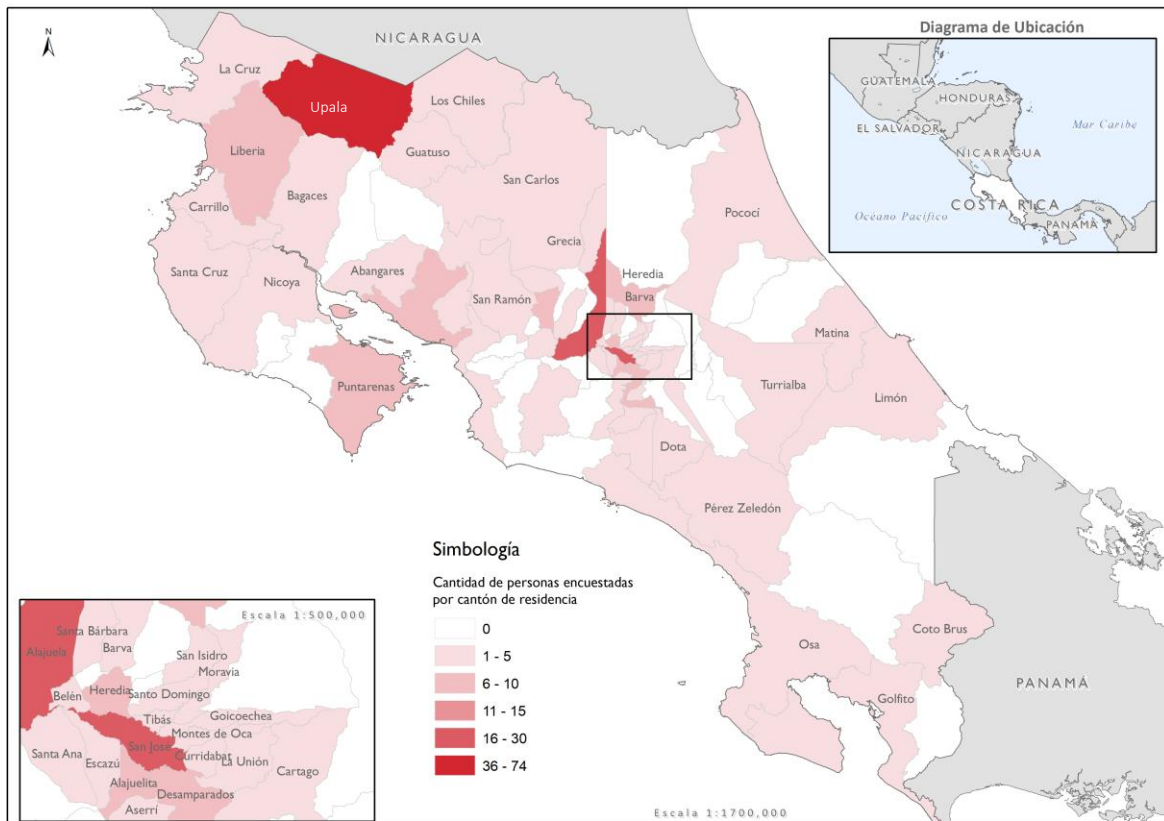 N
NICARAGUA
Diagrama de Ubicación
GUATEMALA
HONDURAS
EL SALVADOR
NICARAGUA
Mar Caribe
COSTA RICA
Océano Pacífico
PANAMÁ
La Cruz
Upala
Los Chiles
Liberia
Guatuso
San Carlos
Bagaces
Carrillo
Pococí
Grecia
Santa Cruz
Nicoya
Abangares
Heredia
San Ramón
Barva
Matina
Puntarenas
Turrialba
Limón
Dota
Pérez Zeledón
Osa
Coto Brus
Golfito
PANAMÁ
Simbología
Cantidad de personas encuestadas
por cantón de residencia
0
1 - 5
6 - 10
11 - 15
16 - 30
36 - 74
Escala 1:1700,000
Escala 1:500,000
Santa Bárbara
Alajuela
Barva
San Isidro
Moravia
Belén
Heredia
Santo Domingo
Tibás
Goicoechea
Montes de Oca
San José
Curridabat
Santa Ana
Escazú
La Unión
Cartago
Alajuelita
Desamparados
Aserrí